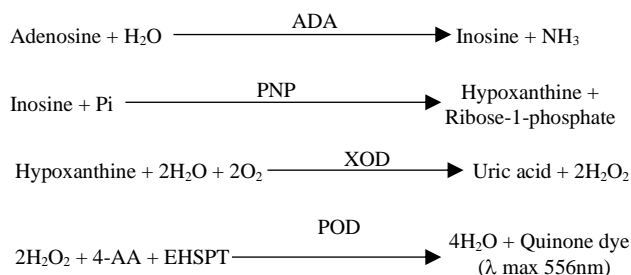 ADA
Adenosine + H₂O Inosine + NH₃
PNP
Inosine + Pi Hypoxanthine +
Ribose-1-phosphate
XOD
Hypoxanthine + 2H₂O + 2O₂ Uric acid + 2H₂O₂
POD
2H₂O₂ + 4-AA + EHSPT 4H₂O + Quinone dye
(λ max 556nm)